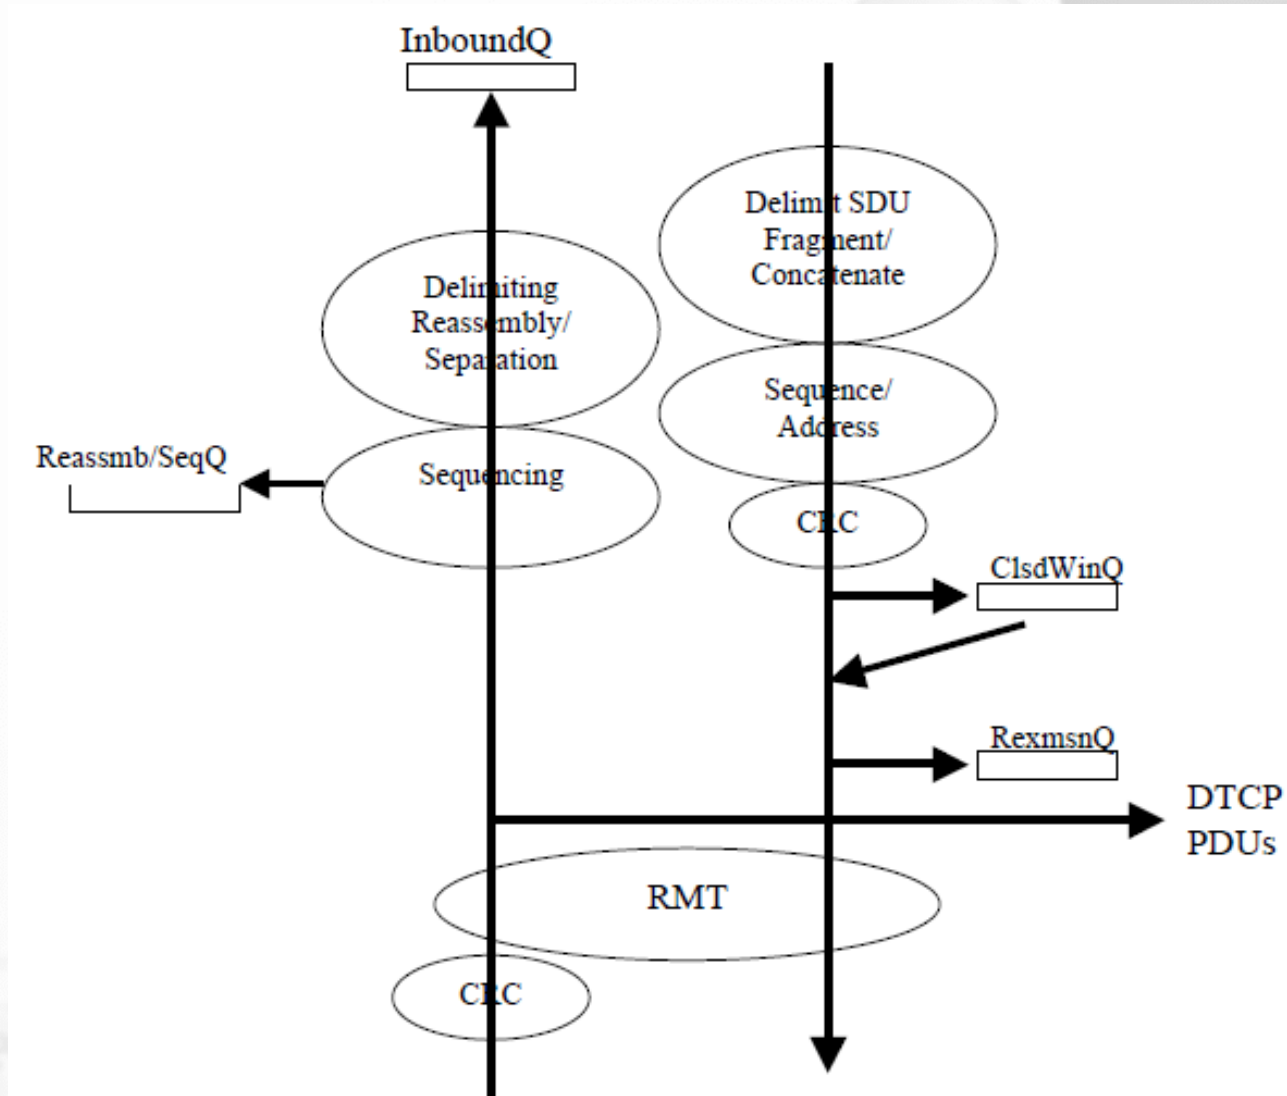 InboundQ
Delimit SDU
Fragment/
Concatenate
Delimiting
Reassembly/
Separation
Sequence/
Address
Reassmb/SeqQ
Sequencing
CRC
ClsdWinQ
RexmsnQ
DTCP
PDUs
RMT
CRC